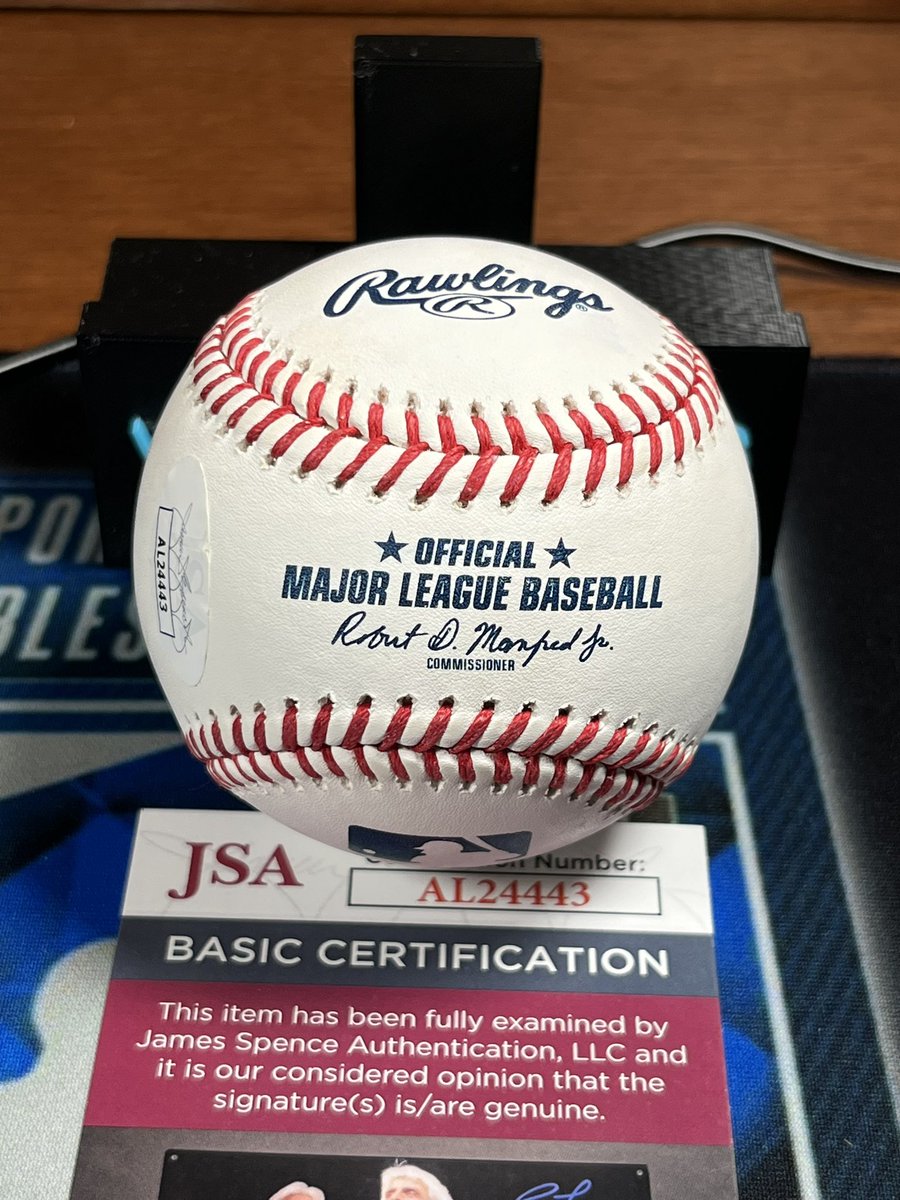 Rawlings
R
®
★ OFFICIAL ★
MAJOR LEAGUE BASEBALL
Robert D. Manfred Jr.
COMMISSIONER
AL24443
JSA
Number:
AL24443
BASIC CERTIFICATION
This item has been fully examined by
James Spence Authentication, LLC and
it is our considered opinion that the
signature(s) is/are genuine.